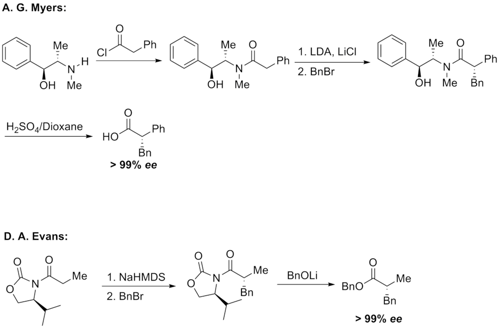 A. G. Myers:
Me
N
H
OH
Me
O
Cl
Ph
Me
O
N
Ph
OH
Me
1. LDA, LiCl
2. BnBr
Me
O
N
Ph
OH
Me
Bn
H₂SO₄/Dioxane
O
HO
Ph
Bn
> 99% ee
D. A. Evans:
O
O
N
Me
O
1. NaHMDS
2. BnBr
O
O
N
Me
O
Bn
BnOLi
O
BnO
Me
Bn
> 99% ee